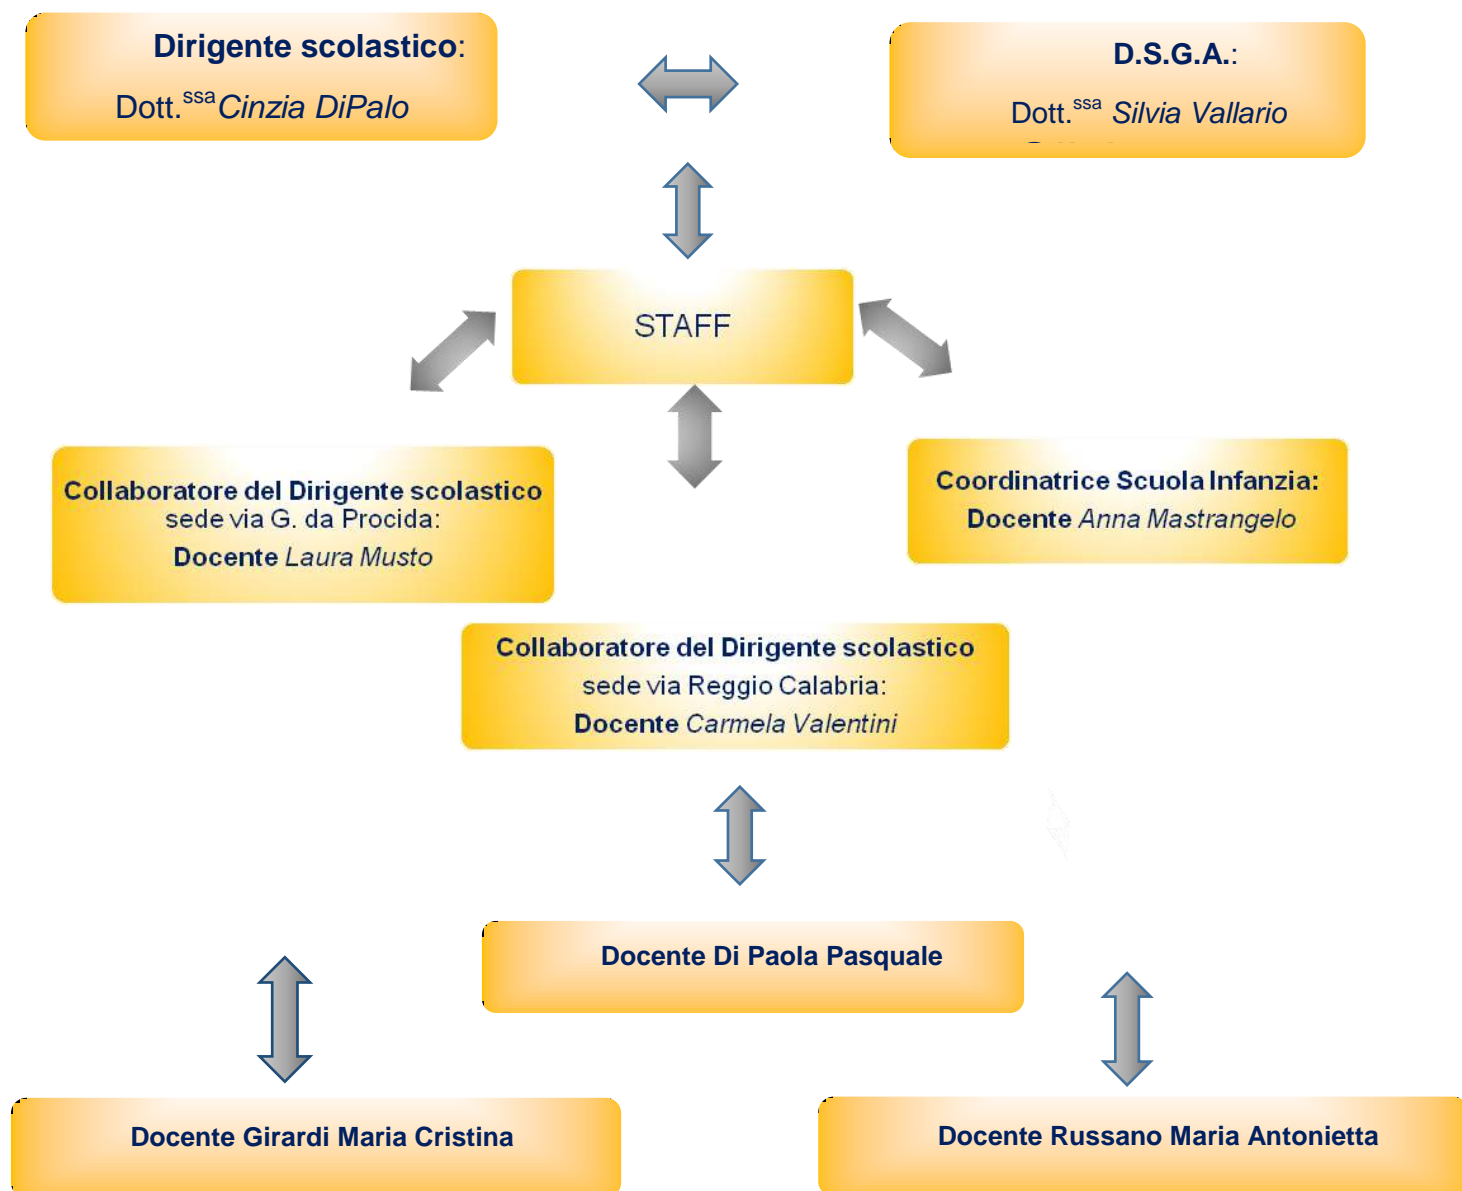 Dirigente scolastico:
Dott.ssa Cinzia DiPalo
D.S.G.A.:
Dott.ssa Silvia Vallario
STAFF
Collaboratore del Dirigente scolastico
sede via G. da Procida:
Docente Laura Musto
Coordinatrice Scuola Infanzia:
Docente Anna Mastrangelo
Collaboratore del Dirigente scolastico
sede via Reggio Calabria:
Docente Carmela Valentini
Docente Di Paola Pasquale
Docente Girardi Maria Cristina
Docente Russano Maria Antonietta